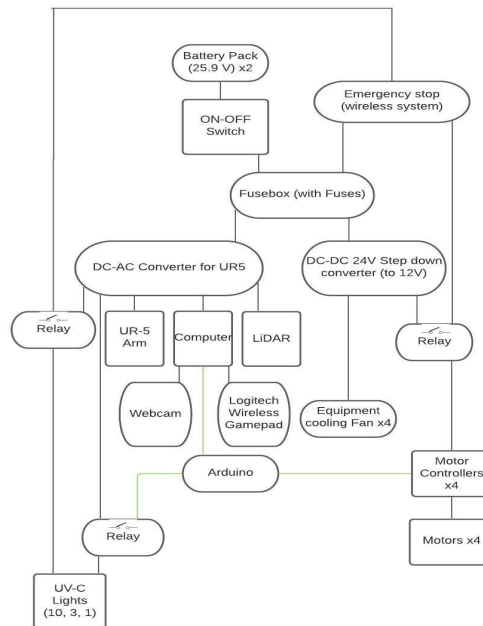 Battery Pack
(25.9 V) x2
Emergency stop
(wireless system)
ON-OFF
Switch
Fusebox (with Fuses)
DC-AC Converter for UR5
DC-DC 24V Step down
converter (to 12V)
Relay
UR-5
Arm
Computer
LiDAR
Relay
Webcam
Logitech
Wireless
Gamepad
Equipment
cooling Fan x4
Arduino
Motor
Controllers
x4
Relay
Motors x4
UV-C
Lights
(10, 3, 1)